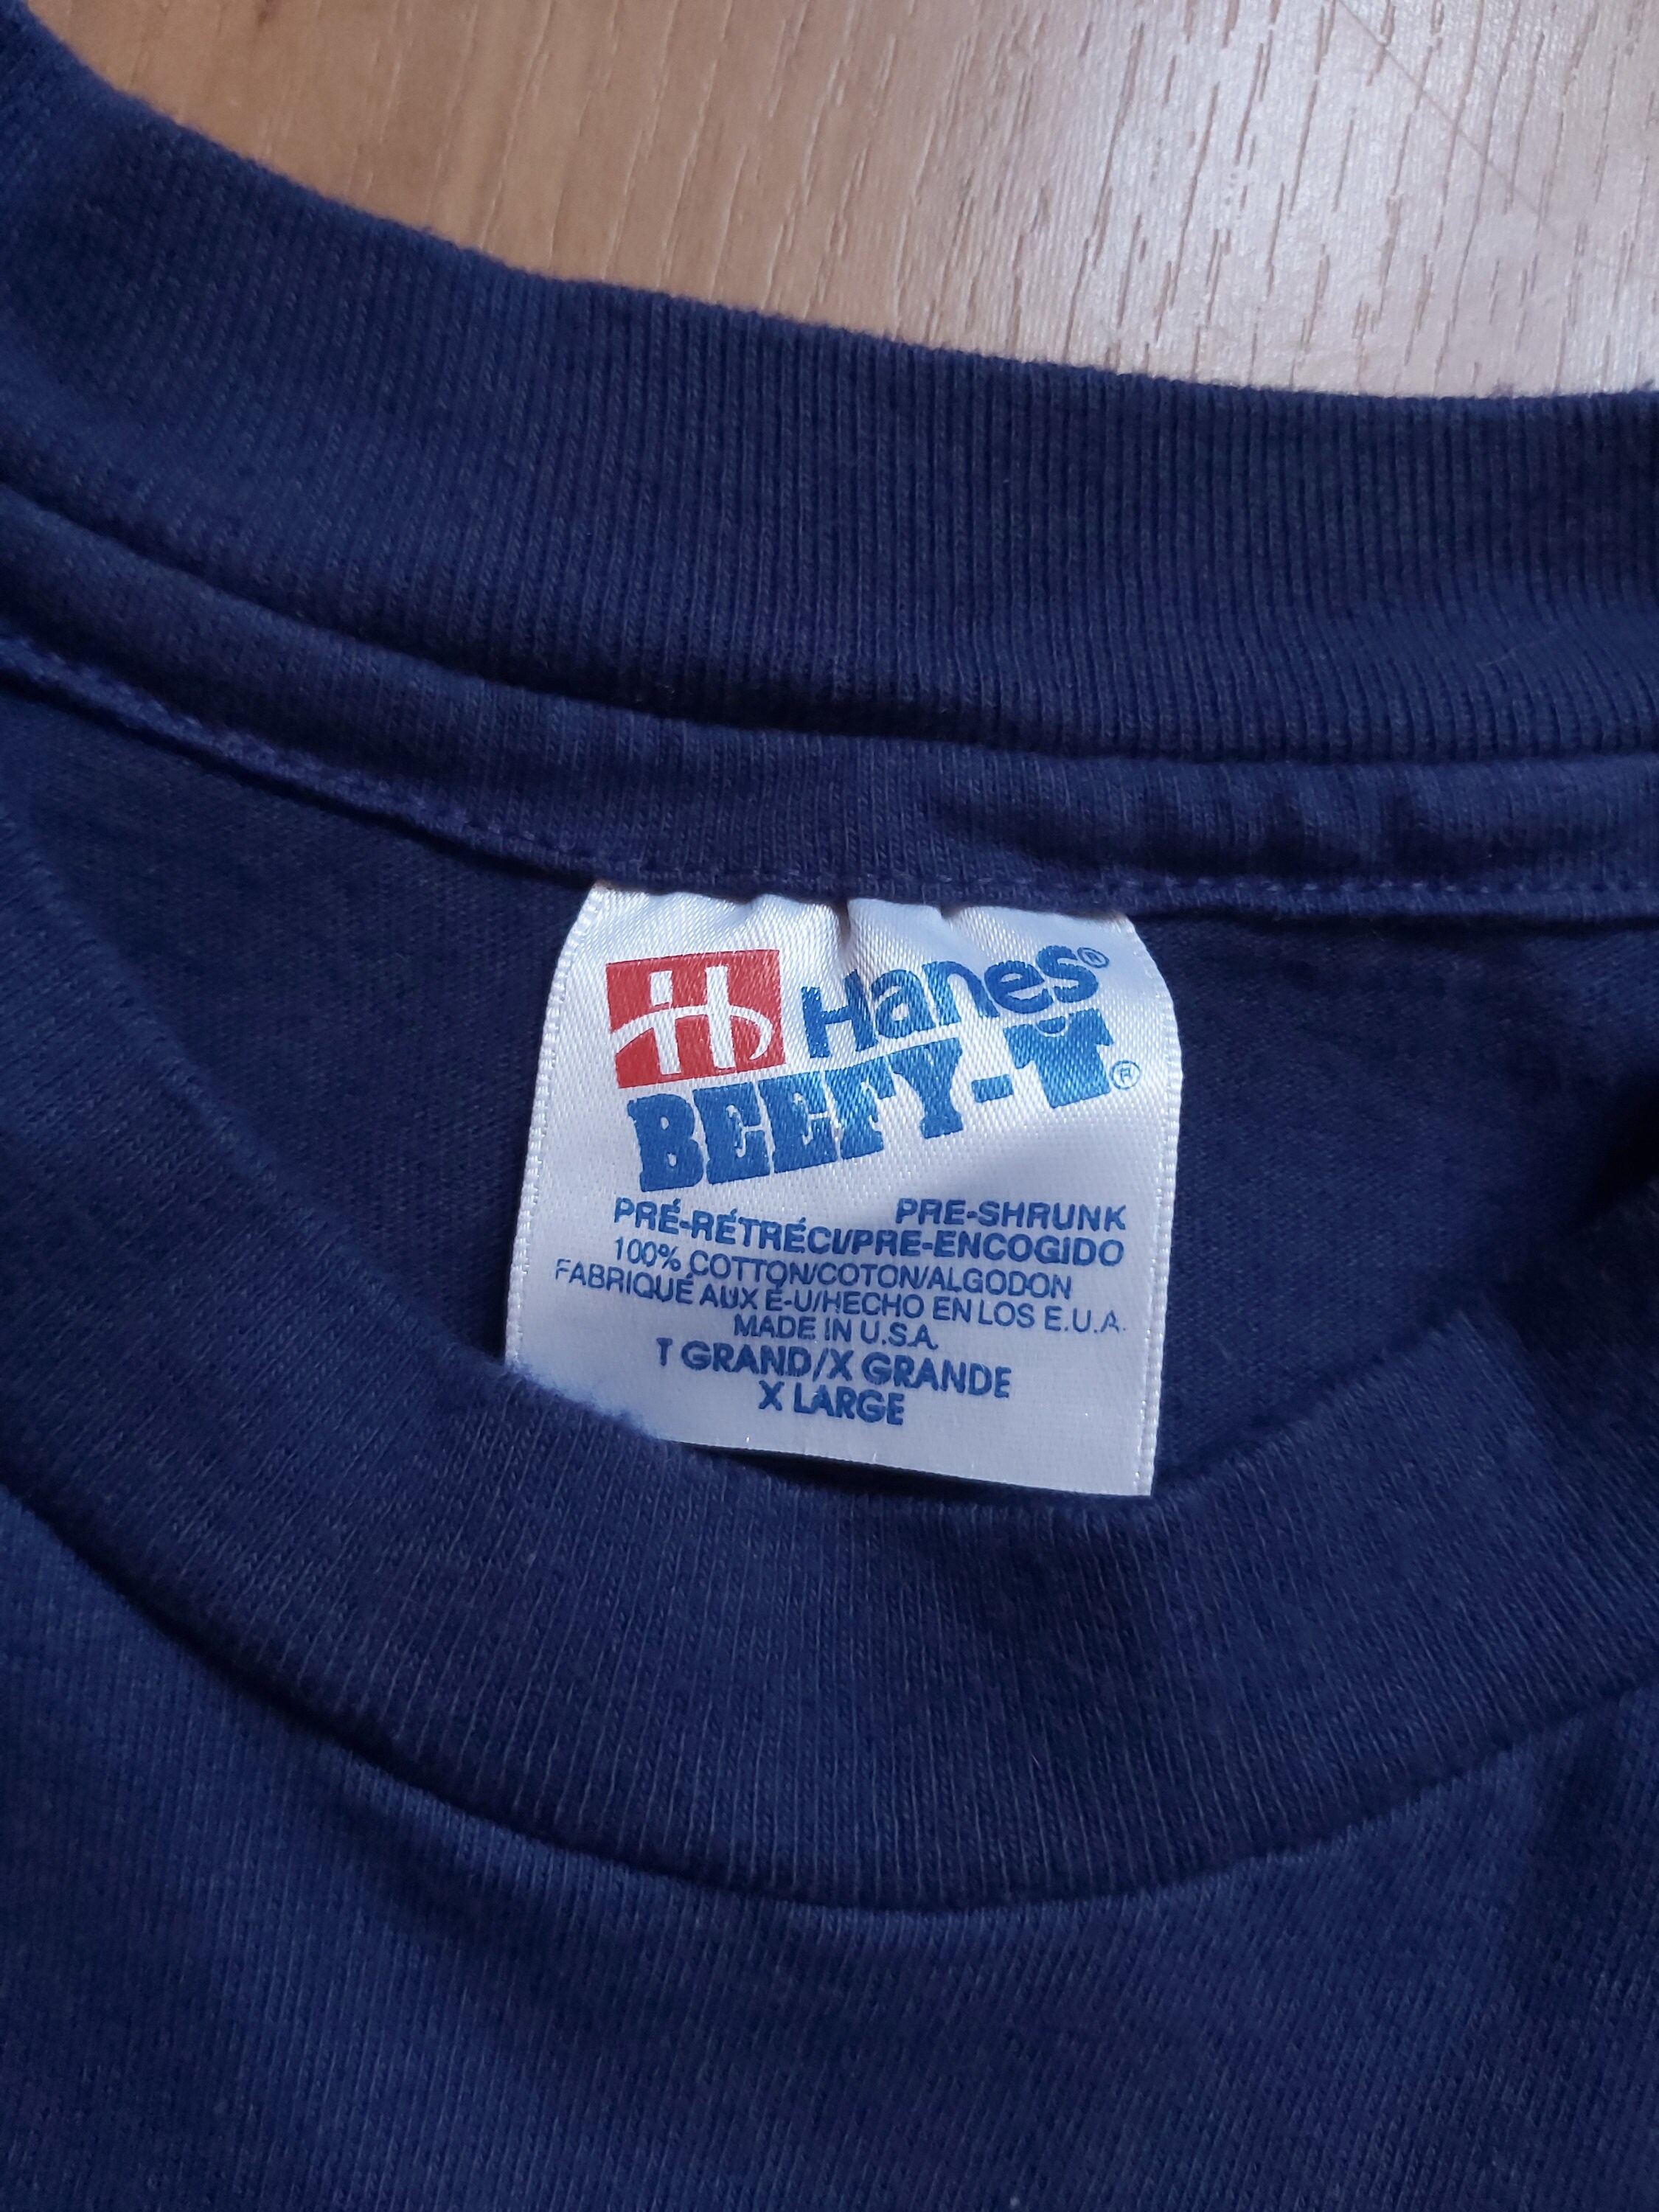 H Hanes®
BEEFY-T®
PRE-SHRUNK
PRÉ-RÉTRÉCI/PRE-ENCOGIDO
100% COTTON/COTON/ALGODON
FABRIQUÉ AUX É-U/HECHO EN LOS E.U.A.
MADE IN U.S.A.
T GRAND/X GRANDE
X LARGE